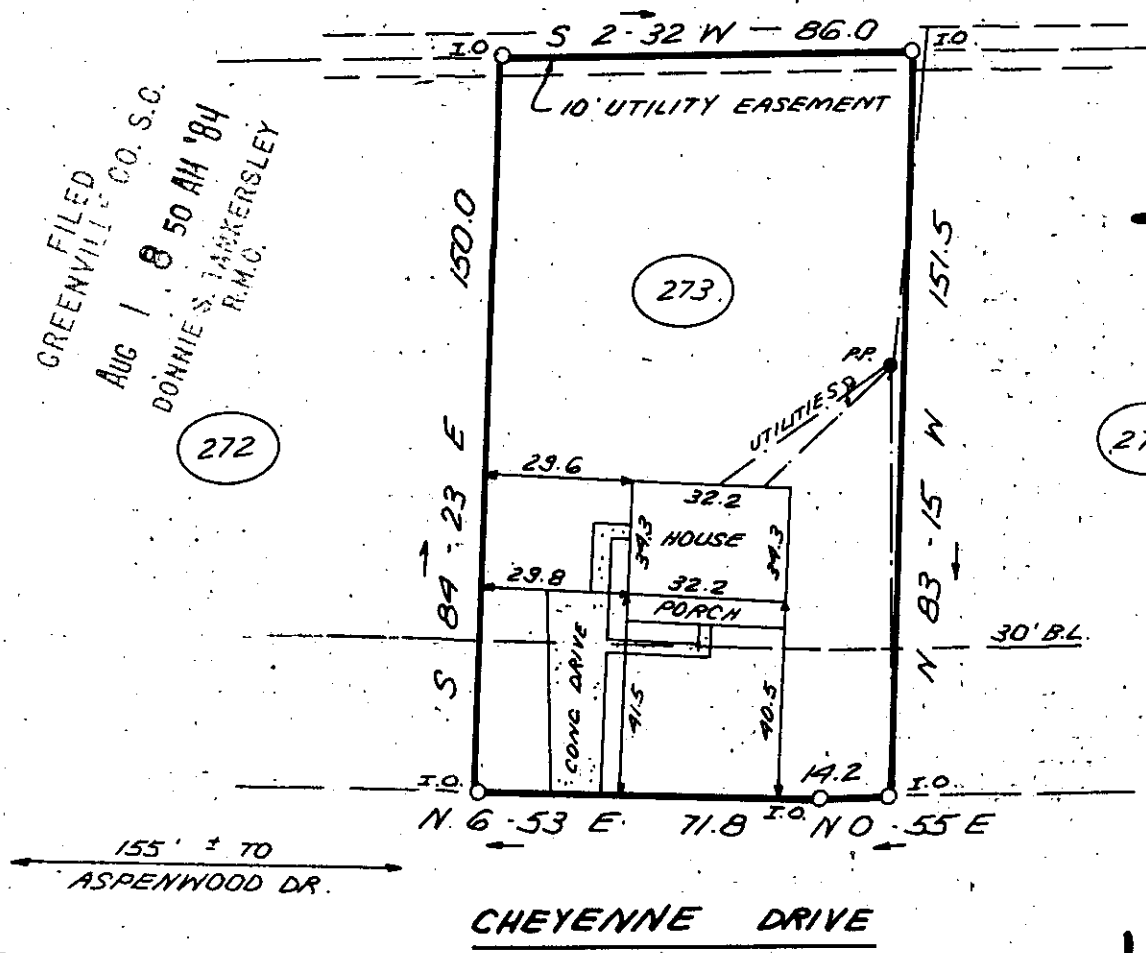 S 2-32 W - 86.0
I.O
I.O
10' UTILITY EASEMENT
FILED
GREENVILLE CO. S.C.
AUG 1 8 50 AM '84
DONNIE S. TANKERSLEY
R.M.C.
150.0
151.5
273
P.P.
UTILITIES
272
27
S 84-23 E
N 83-15 W
29.6
32.2
34.3
HOUSE
34.3
29.8
32.2
PORCH
30' B.L.
CONC DRIVE
41.5
40.5
14.2
I.O.
I.O.
I.O.
N 6-53 E 71.8
N 0-55 E
155' ± TO
ASPENWOOD DR.
CHEYENNE DRIVE